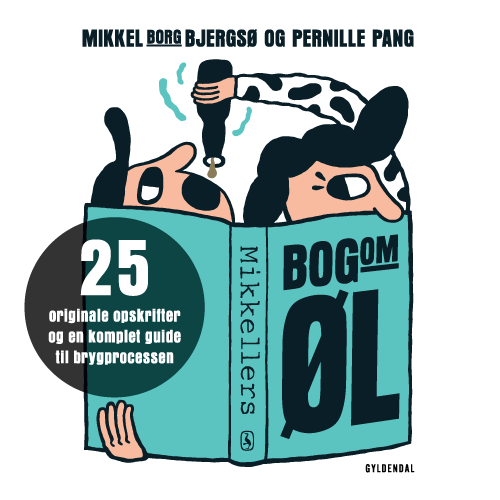 MIKKEL BORG BJERGSØ OG PERNILLE PANG
Mikkellers
BOG OM
ØL
25
originale opskrifter
og en komplet guide
til brygprocessen
GYLDENDAL